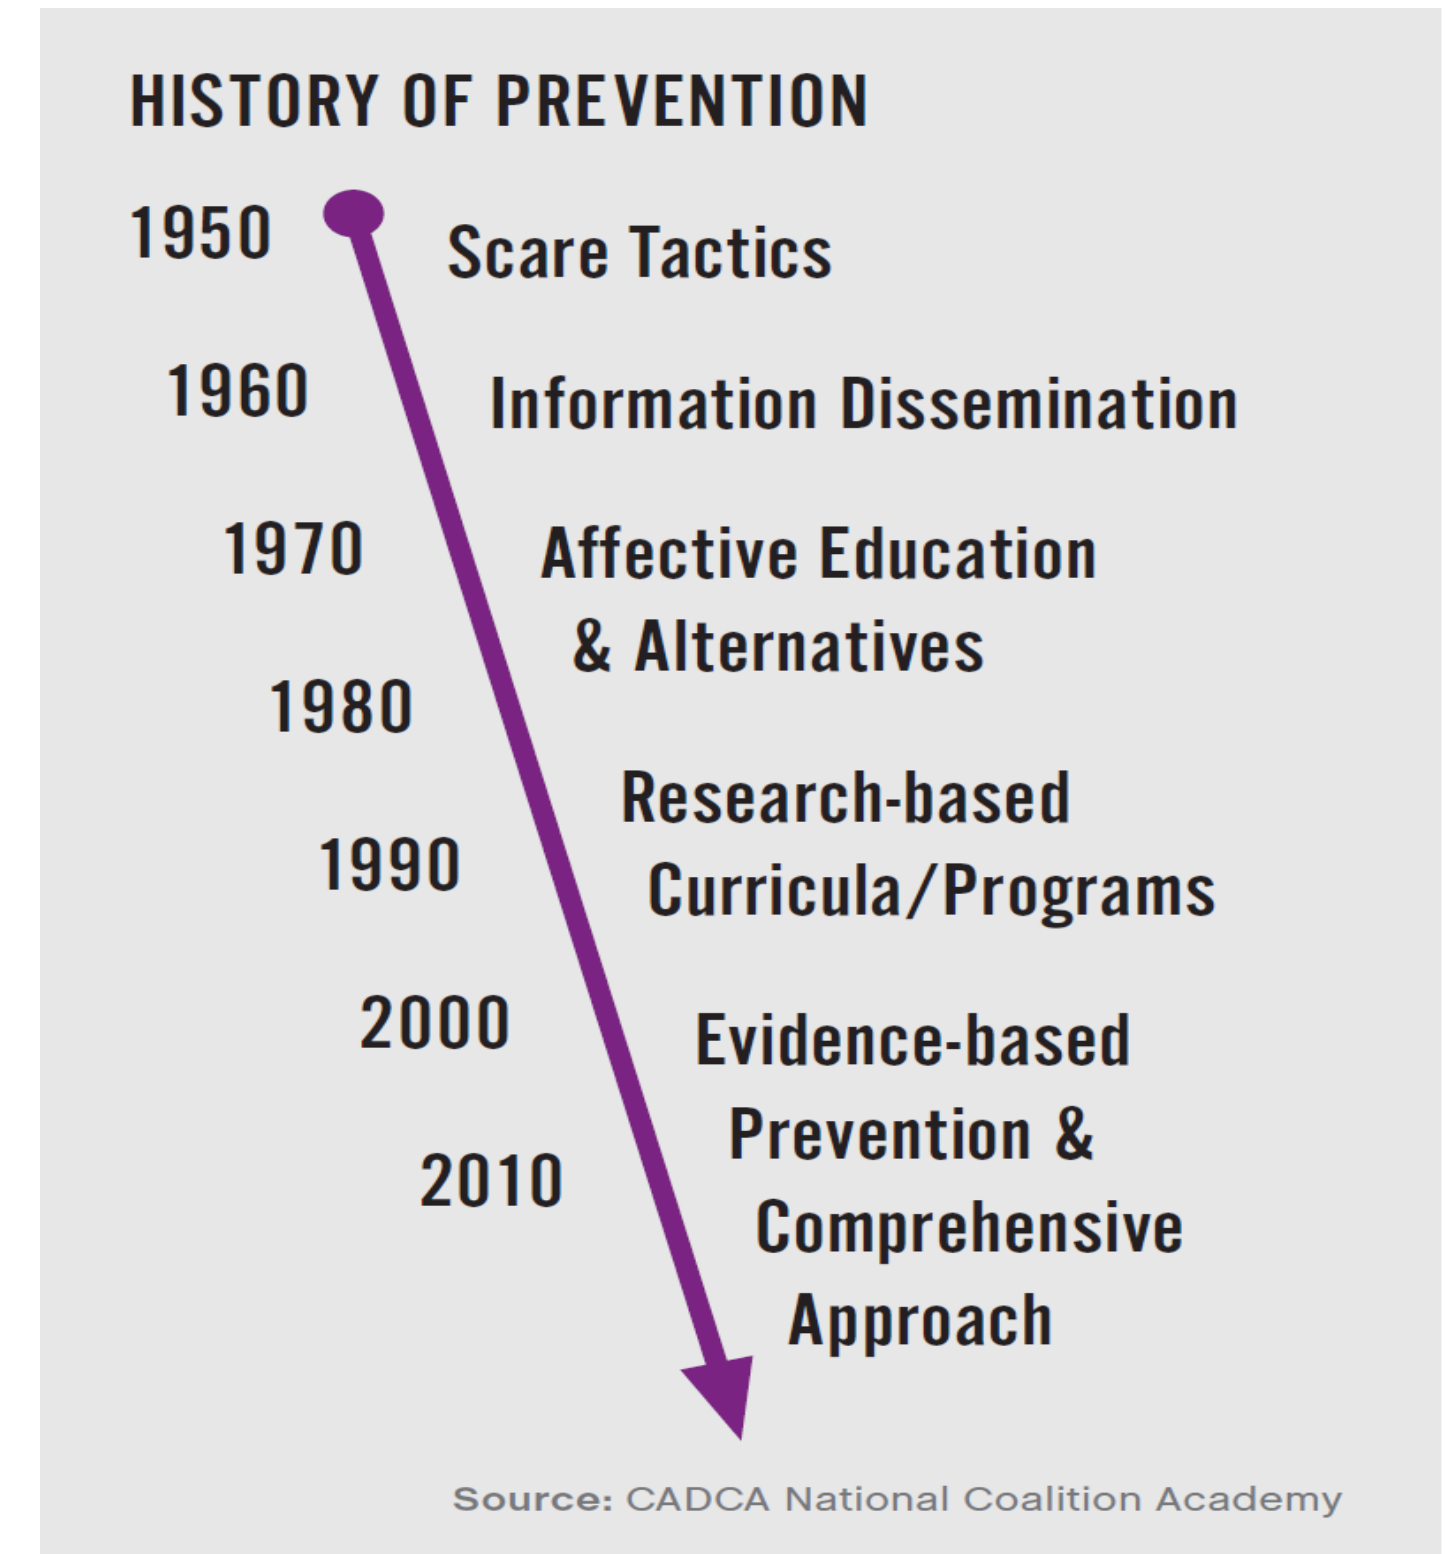 HISTORY OF PREVENTION
1950
Scare Tactics
1960
Information Dissemination
1970
Affective Education
& Alternatives
1980
Research-based
Curricula/Programs
1990
2000
Evidence-based
Prevention &
Comprehensive
Approach
2010
Source: CADCA National Coalition Academy